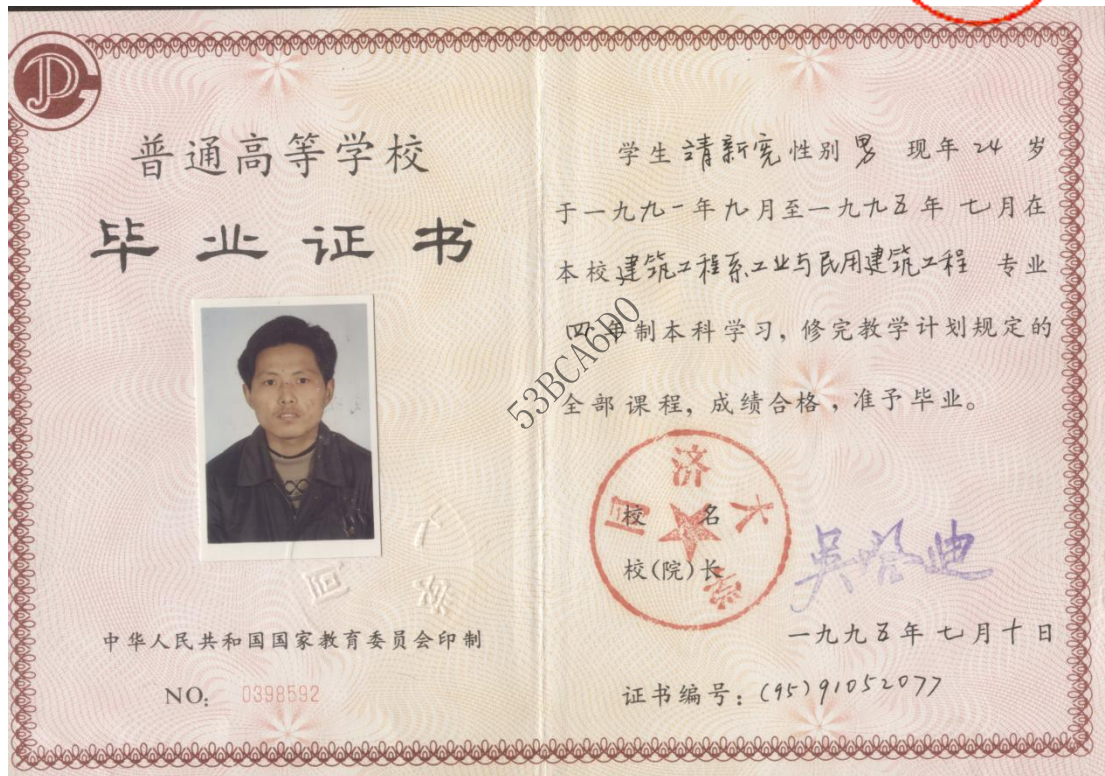 普通高等学校
毕业证书
中华人民共和国国家教育委员会印制
NO: 0398592
学生 靖新宪 性别 男 现年 24 岁
于一九九一年九月至一九九五年七月在
本校建筑工程系工业与民用建筑工程 专业
四年制本科学习，修完教学计划规定的
全部课程，成绩合格，准予毕业。
同济大学
校名
校(院)长 吴启迪
一九九五年七月十日
证书编号：(95)91052077
53BCA6D0